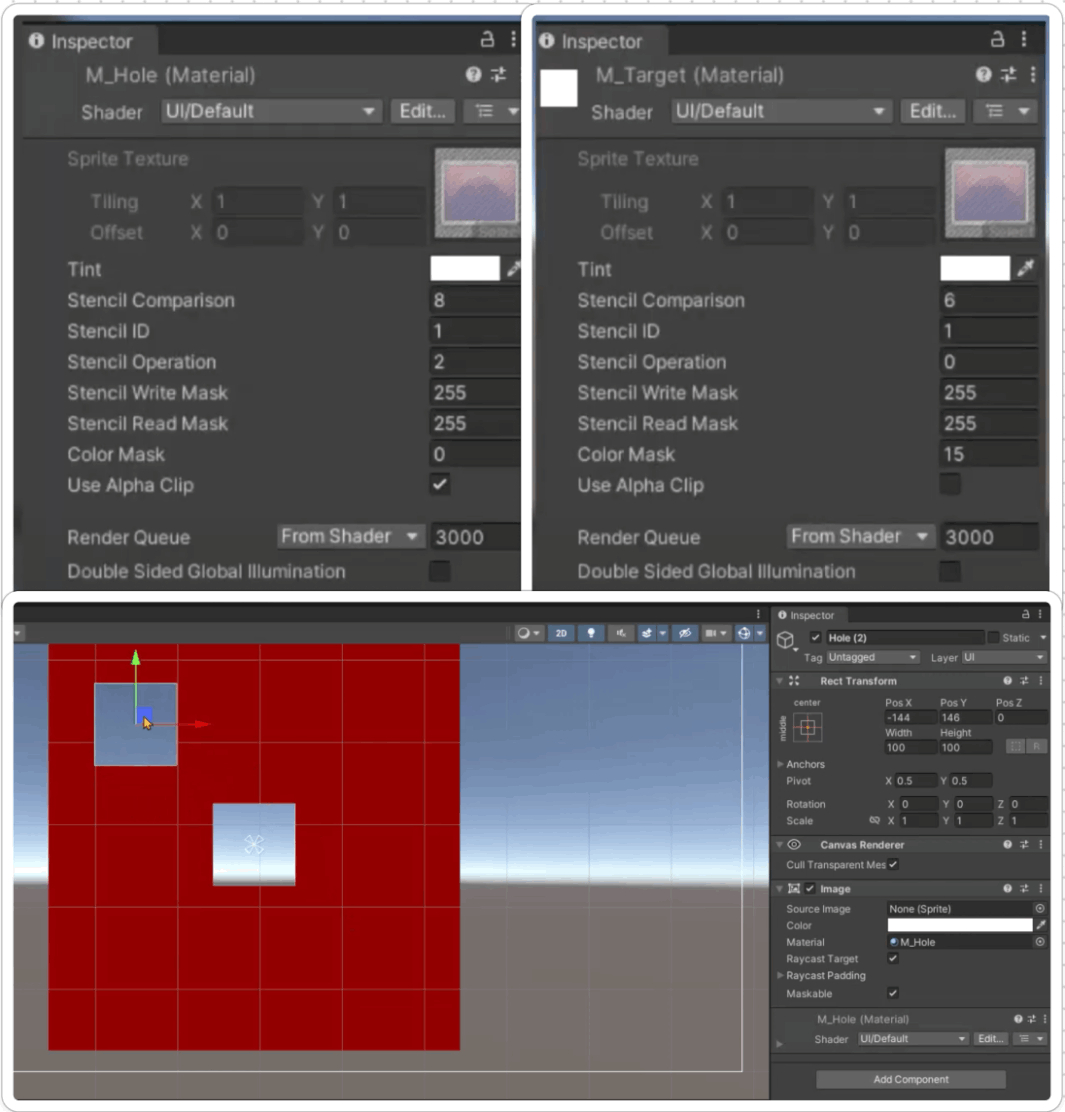 Inspector
M_Hole (Material)
Shader UI/Default Edit...
Sprite Texture
Tiling X 1 Y 1
Offset X 0 Y 0
Select
Tint
Stencil Comparison 8
Stencil ID 1
Stencil Operation 2
Stencil Write Mask 255
Stencil Read Mask 255
Color Mask 0
Use Alpha Clip
Render Queue From Shader 3000
Double Sided Global Illumination
Inspector
M_Target (Material)
Shader UI/Default Edit...
Sprite Texture
Tiling X 1 Y 1
Offset X 0 Y 0
Select
Tint
Stencil Comparison 6
Stencil ID 1
Stencil Operation 0
Stencil Write Mask 255
Stencil Read Mask 255
Color Mask 15
Use Alpha Clip
Render Queue From Shader 3000
Double Sided Global Illumination
2D
Inspector
Hole (2) Static
Tag Untagged Layer UI
Rect Transform
center Pos X Pos Y Pos Z
middle -144 146 0
Width Height
100 100 R
Anchors
Pivot X 0.5 Y 0.5
Rotation X 0 Y 0 Z 0
Scale X 1 Y 1 Z 1
Canvas Renderer
Cull Transparent Mes
Image
Source Image None (Sprite)
Color
Material M_Hole
Raycast Target
Raycast Padding
Maskable
M_Hole (Material)
Shader UI/Default Edit...
Add Component